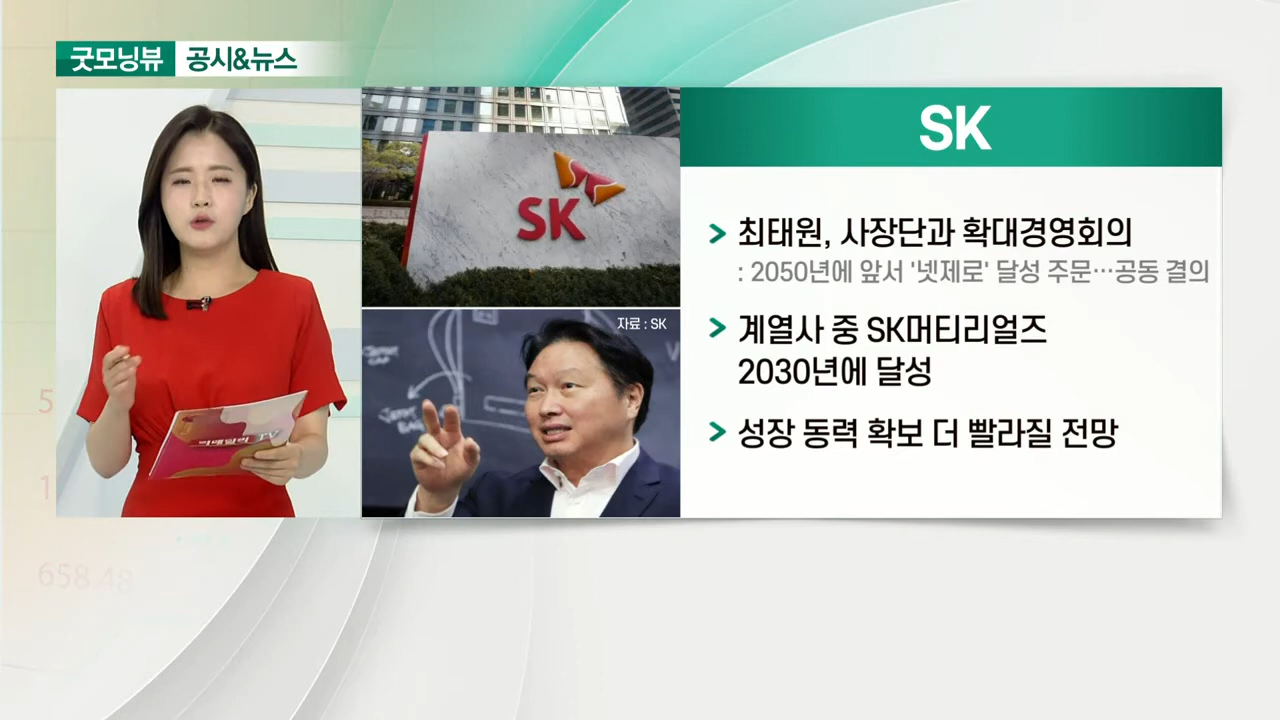 굿모닝뷰 공시&뉴스
SK
SK
자료 : SK
최태원, 사장단과 확대경영회의
: 2050년에 앞서 '넷제로' 달성 주문…공동 결의
계열사 중 SK머티리얼즈
2030년에 달성
성장 동력 확보 더 빨라질 전망
5
1
658.48